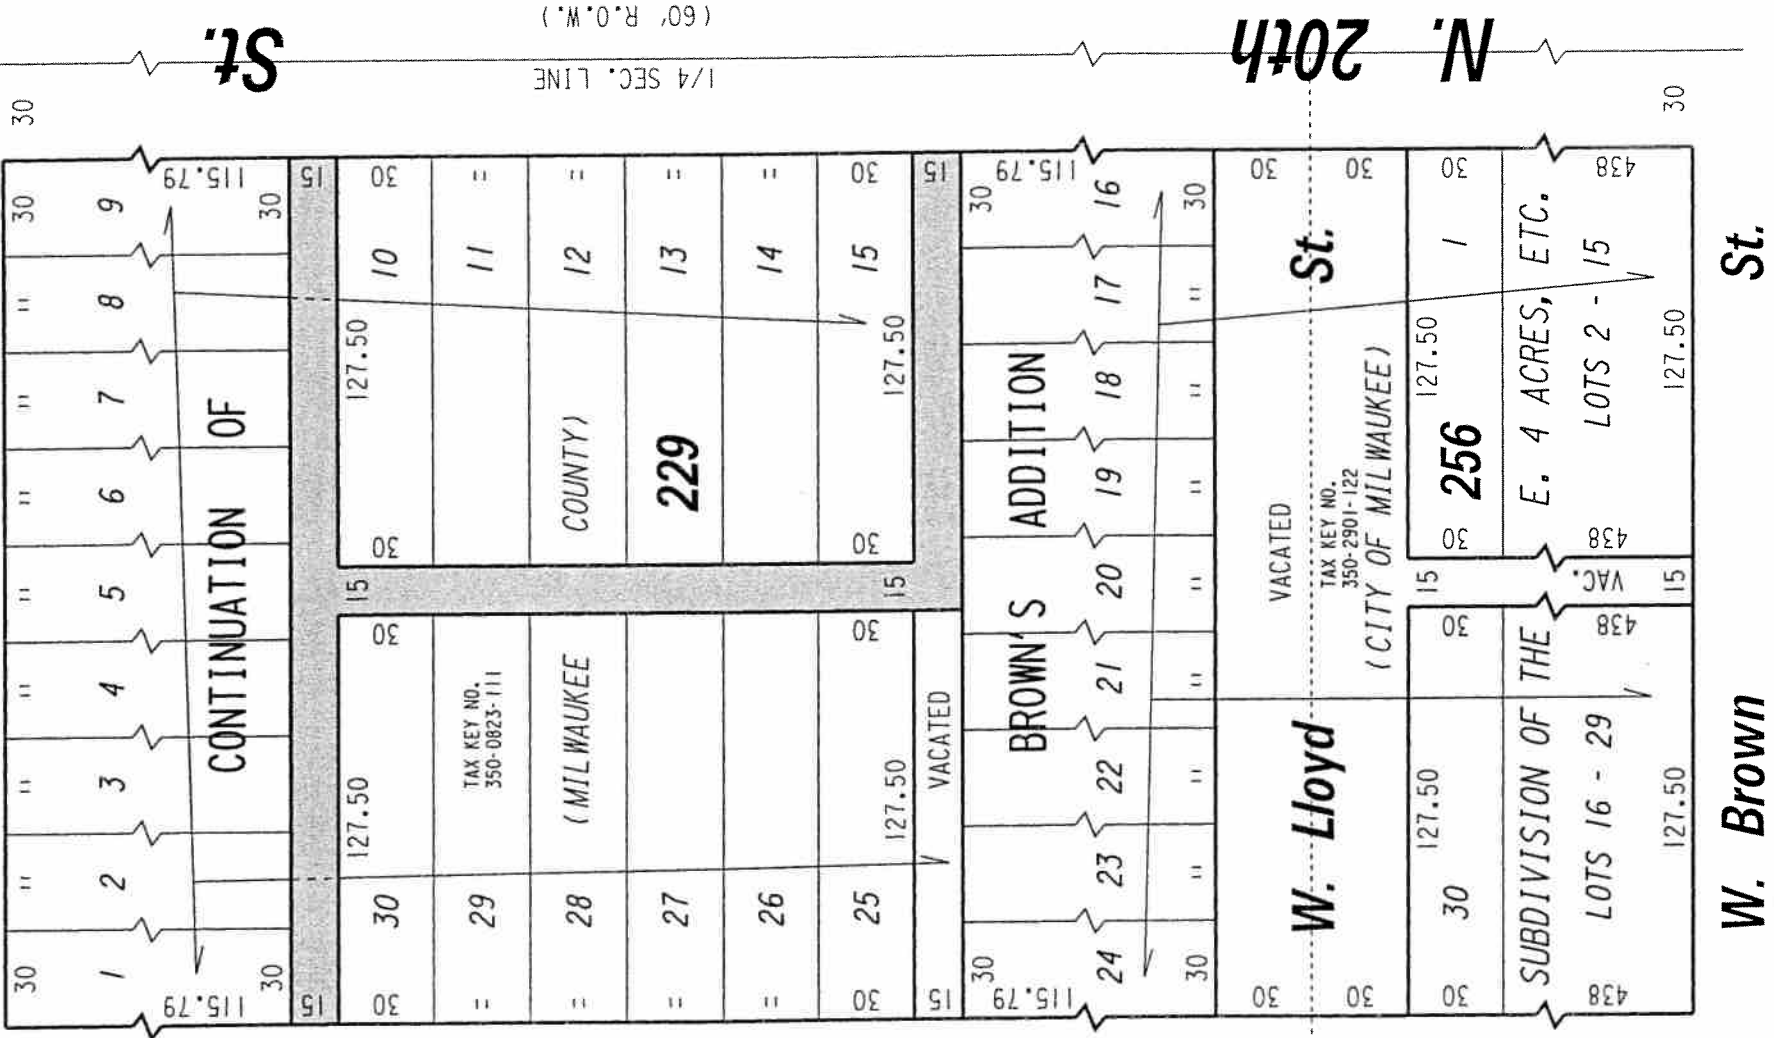 (60' R.O.W.)
St.
1/4 SEC. LINE
N. 20th
30
30
30 " " " " " " " 30
1 2 3 4 5 6 7 8 9
115.79
115.79
CONTINUATION OF
30
30
15
15
127.50
15
127.50
30
30
30
30
30
10
" 29
TAX KEY NO.
350-0823-111
11 "
" 28
(MILWAUKEE
COUNTY)
12 "
" 27
229
13 "
" 26
14 "
30
25
30
30
15
30
127.50
15
127.50
15
VACATED
15
30
30
115.79
115.79
BROWN'S ADDITION
24 23 22 21 20 19 18 17 16
30 " " " " " " " 30
30
VACATED
30
W. Lloyd St.
30
TAX KEY NO.
350-2901-122
30
(CITY OF MILWAUKEE)
127.50
15
127.50
30
30
30
30
256
1
30
SUBDIVISION OF THE E. 4 ACRES, ETC.
438
LOTS 16 - 29
438
VAC.
438
LOTS 2 - 15
438
127.50
15
127.50
W. Brown St.